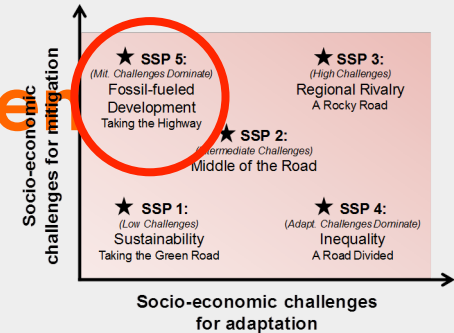 SSP 5:
(Mit. Challenges Dominate)
Fossil-fueled
Development
Taking the Highway
SSP 3:
(High Challenges)
Regional Rivalry
A Rocky Road
SSP 2:
(Intermediate Challenges)
Middle of the Road
SSP 1:
(Low Challenges)
Sustainability
Taking the Green Road
SSP 4:
(Adapt. Challenges Dominate)
Inequality
A Road Divided
Socio-economic
challenges for mitigation
Socio-economic challenges
for adaptation